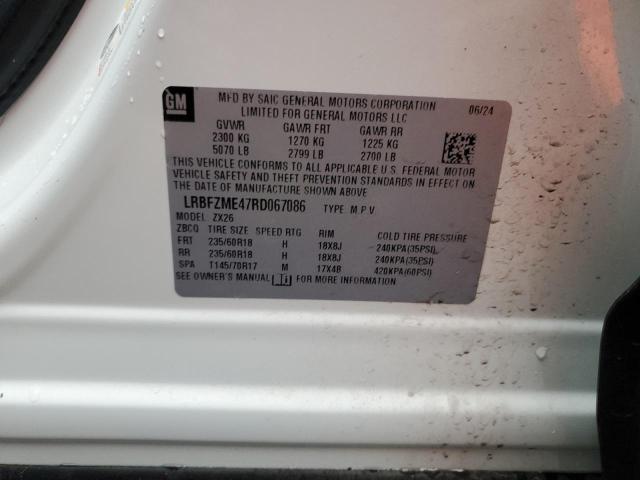 GM
MFD BY SAIC GENERAL MOTORS CORPORATION 06/24
LIMITED FOR GENERAL MOTORS LLC
GVWR GAWR FRT GAWR RR
2300 KG 1270 KG 1225 KG
5070 LB 2799 LB 2700 LB
THIS VEHICLE CONFORMS TO ALL APPLICABLE U.S. FEDERAL MOTOR
VEHICLE SAFETY AND THEFT PREVENTION STANDARDS IN EFFECT ON
THE DATE OF MANUFACTURE SHOWN ABOVE.
LRBFZME47RD067086 TYPE: M.P.V
MODEL: ZX26
ZBCQ TIRE SIZE SPEED RTG RIM COLD TIRE PRESSURE
FRT 235/60R18 H 18X8J 240KPA(35PSI)
RR 235/60R18 H 18X8J 240KPA(35PSI)
SPA T145/70R17 M 17X4B 420KPA(60PSI)
SEE OWNER'S MANUAL FOR MORE INFORMATION